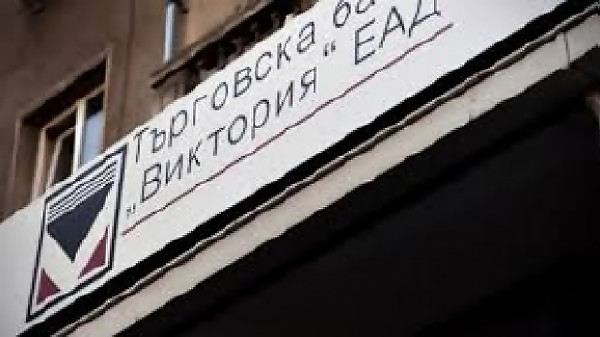 Търговска ба
„Виктория“ ЕАД